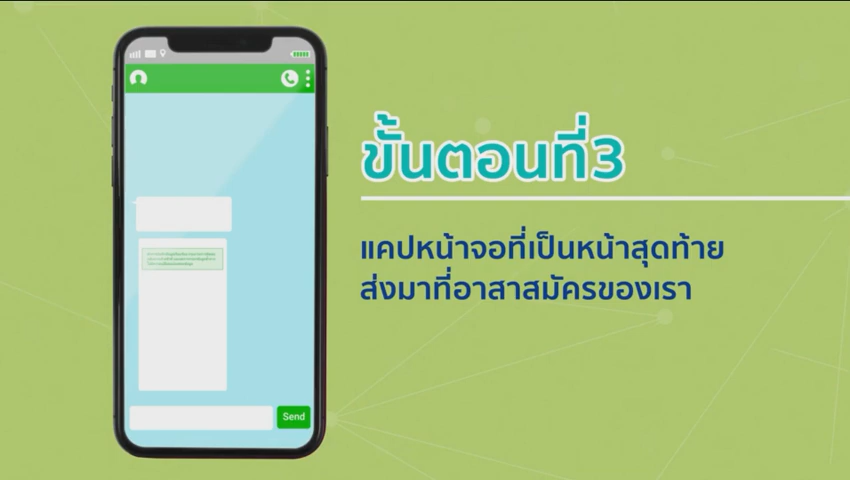 ขั้นตอนที่3
แคปหน้าจอที่เป็นหน้าสุดท้าย
ส่งมาที่อาสาสมัครของเรา
Send